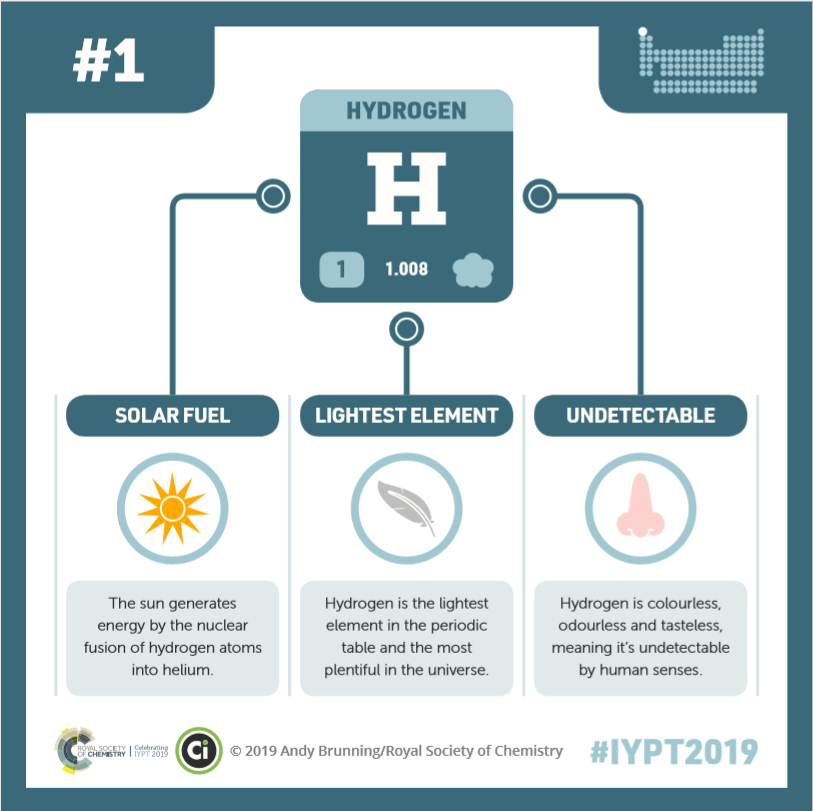 #1
HYDROGEN
H
1
1.008
SOLAR FUEL
The sun generates
energy by the nuclear
fusion of hydrogen atoms
into helium.
LIGHTEST ELEMENT
Hydrogen is the lightest
element in the periodic
table and the most
plentiful in the universe.
UNDETECTABLE
Hydrogen is colourless,
odourless and tasteless,
meaning it's undetectable
by human senses.
ROYAL SOCIETY
OF CHEMISTRY
Celebrating
IYPT 2019
Ci
© 2019 Andy Brunning/Royal Society of Chemistry
#IYPT2019